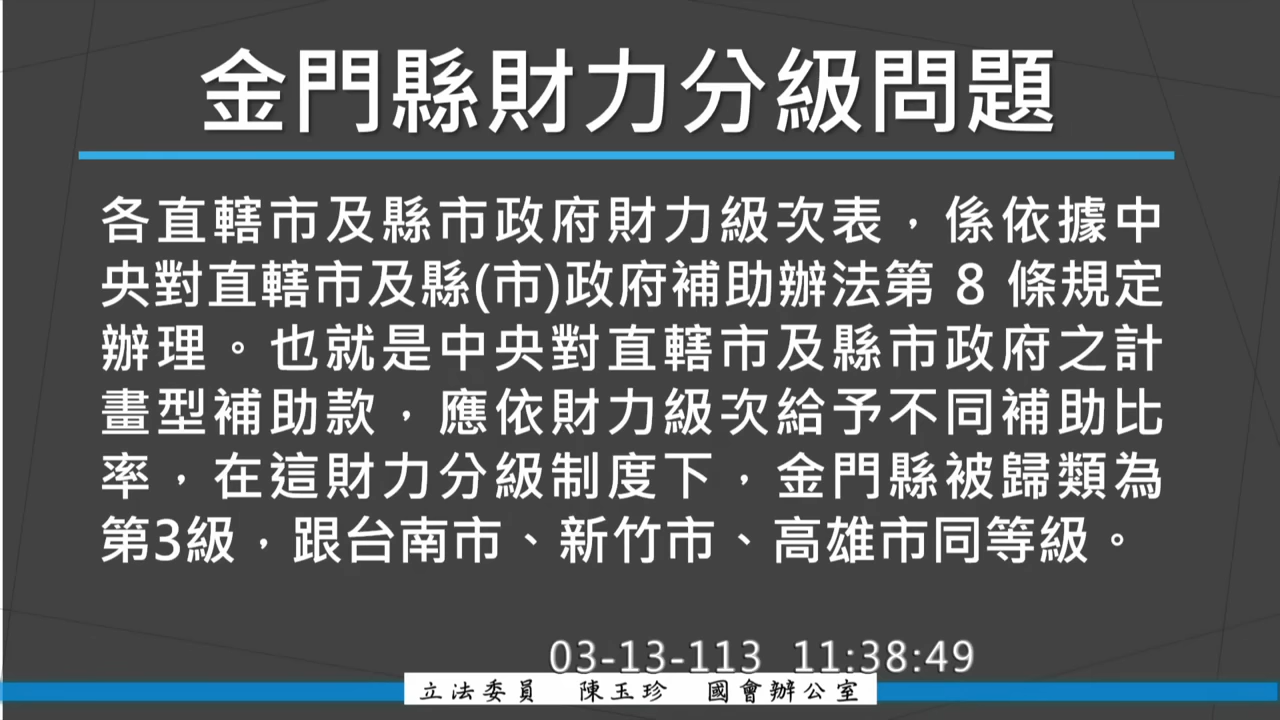 金門縣財力分級問題
各直轄市及縣市政府財力級次表，係依據中
央對直轄市及縣(市)政府補助辦法第 8 條規定
辦理。也就是中央對直轄市及縣市政府之計
畫型補助款，應依財力級次給予不同補助比
率，在這財力分級制度下，金門縣被歸類為
第3級，跟台南市、新竹市、高雄市同等級。
03-13-113 11:38:49
立法委員 陳玉珍 國會辦公室